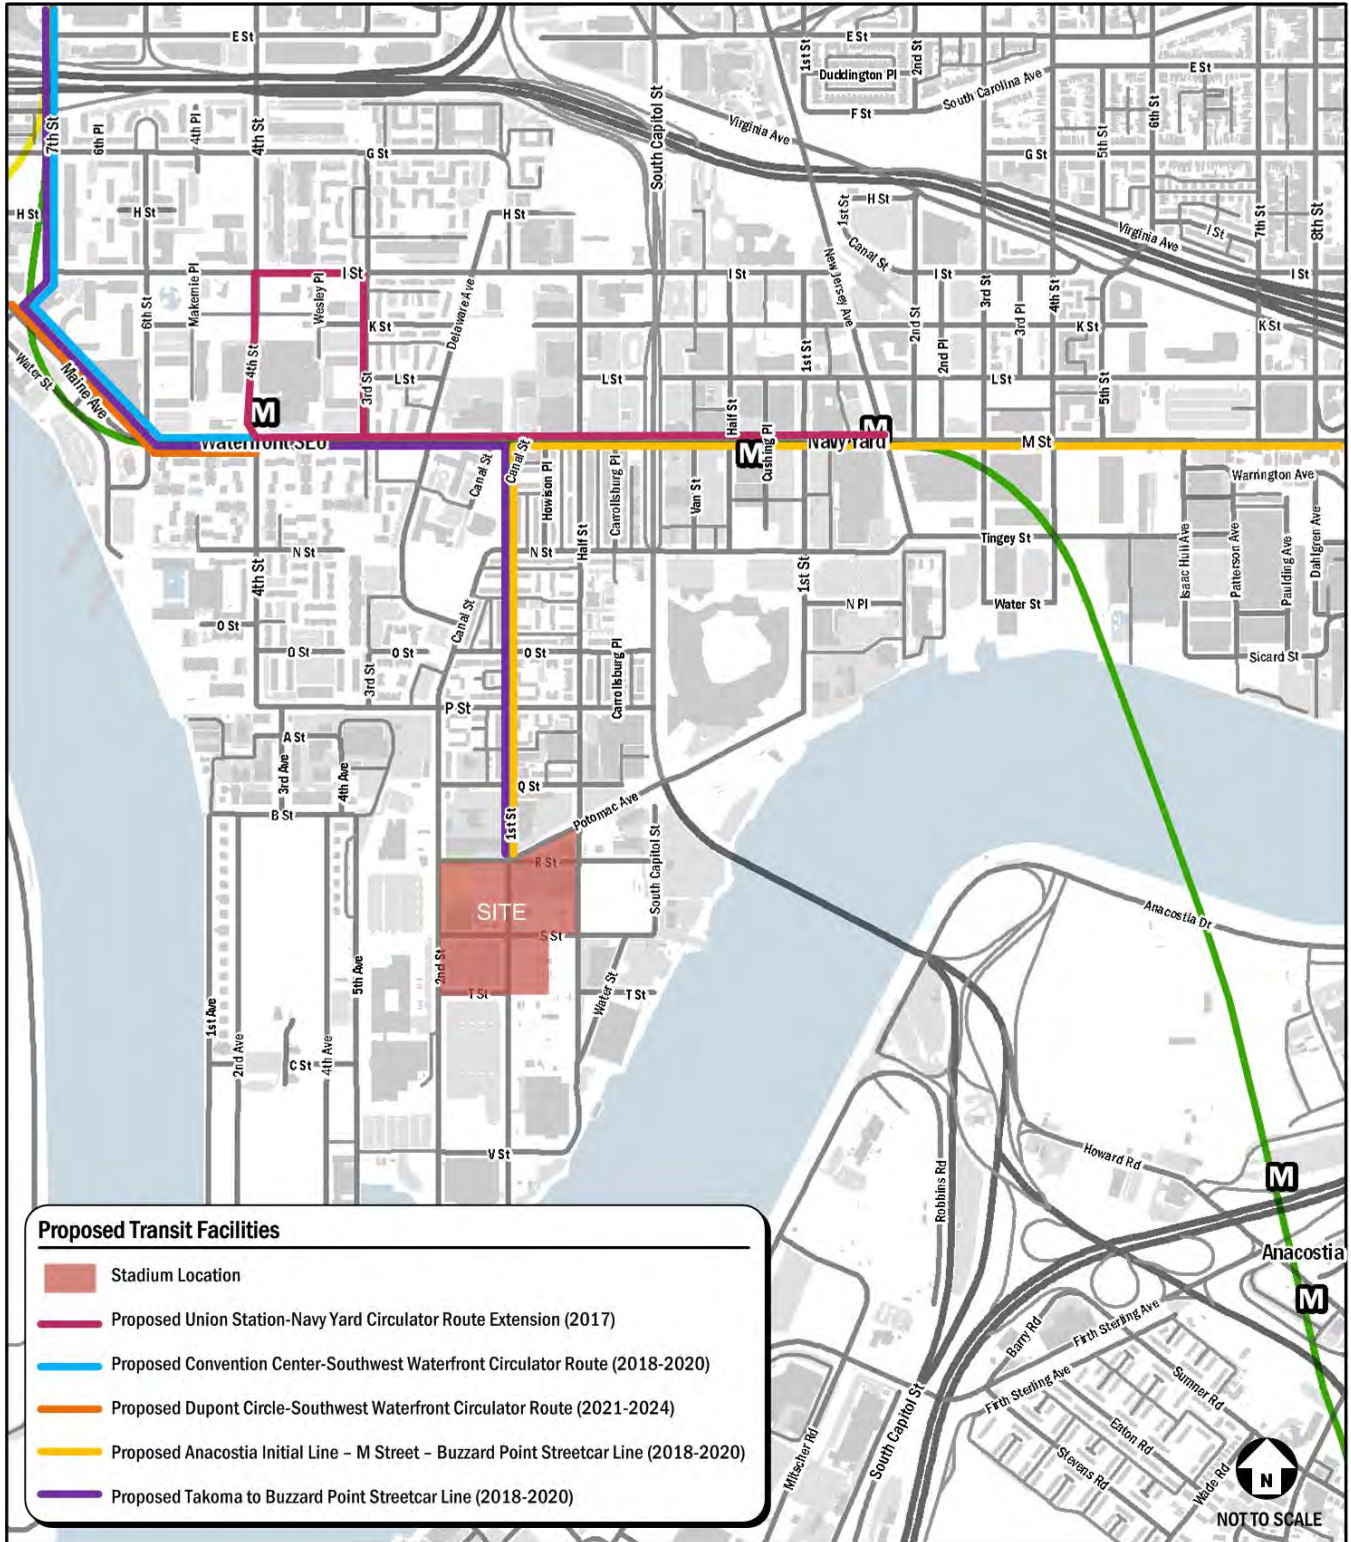 E St
E St
1st St
2nd St
Duddington Pl
E St
South Carolina Ave
6th St
F St
7th St
6th Pl
4th Pl
4th St
South Capitol St
Virginia Ave
5th St
G St
G St
H St
H St
H St
1st St
H St
Canal St
7th St
8th St
I St
Virginia Ave
New Jersey Ave
Makemie Pl
Wesley Pl
I St
I St
I St
3rd St
4th St
I St
6th St
K St
Delaware Ave
2nd St
3rd Pl
K St
K St
4th St
1st St
2nd Pl
Water St
Maine Ave
3rd St
L St
L St
L St
5th St
M
Half St
M
Waterfront-SEU
Canal St
Cushing Pl
Navy Yard
M St
M
Canal St
Howison Pl
Carrollsburg Pl
Van St
Warrington Ave
Half St
N St
N St
Tingey St
Isaac Hull Ave
Patterson Ave
Paulding Ave
Dahlgren Ave
4th St
1st St
N Pl
Water St
O St
Canal St
O St
O St
O St
Sicard St
3rd St
Carrollsburg Pl
P St
A St
3rd Ave
4th Ave
Q St
B St
1st St
Potomac Ave
R St
South Capitol St
SITE
Anacostia Dr
S St
2nd St
5th Ave
T St
Water St
T St
1st Ave
2nd Ave
C St
4th Ave
V St
Howard Rd
Robbins Rd
M
Anacostia
M
Barry Rd
Firth Sterling Ave
Firth Sterling Ave
Sumner Rd
South Capitol St
Eaton Rd
Mitscher Rd
Stevens Rd
Wade Rd
N
NOT TO SCALE
Proposed Transit Facilities
Stadium Location
Proposed Union Station-Navy Yard Circulator Route Extension (2017)
Proposed Convention Center-Southwest Waterfront Circulator Route (2018-2020)
Proposed Dupont Circle-Southwest Waterfront Circulator Route (2021-2024)
Proposed Anacostia Initial Line – M Street – Buzzard Point Streetcar Line (2018-2020)
Proposed Takoma to Buzzard Point Streetcar Line (2018-2020)